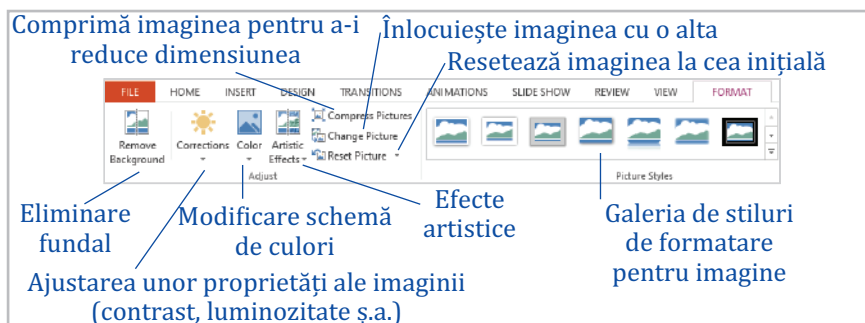 Comprimă imaginea pentru a-i
reduce dimensiunea
Înlocuiește imaginea cu o alta
Resetează imaginea la cea inițială
FILE HOME INSERT DESIGN TRANSITIONS ANIMATIONS SLIDE SHOW REVIEW VIEW FORMAT
Remove
Background
Corrections
Color
Artistic
Effects
Compress Pictures
Change Picture
Reset Picture
Adjust
Picture Styles
Eliminare
fundal
Modificare schemă
de culori
Efecte
artistice
Galeria de stiluri
de formatare
pentru imagine
Ajustarea unor proprietăți ale imaginii
(contrast, luminozitate ș.a.)